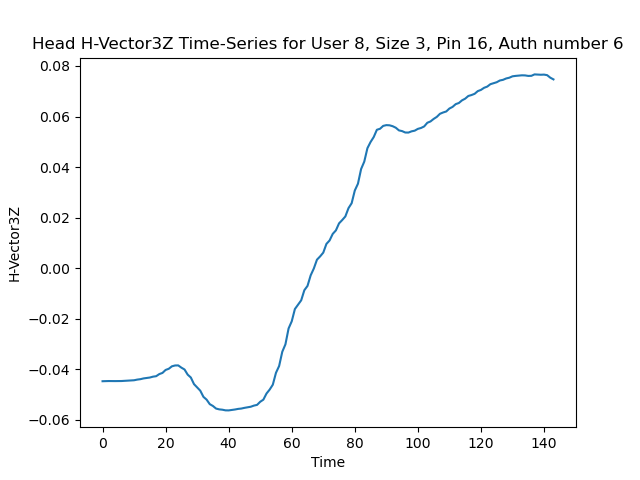 Head H-Vector3Z Time-Series for User 8, Size 3, Pin 16, Auth number 6
0.08
0.06
0.04
0.02
0.00
−0.02
−0.04
−0.06
H-Vector3Z
0 20 40 60 80 100 120 140
Time